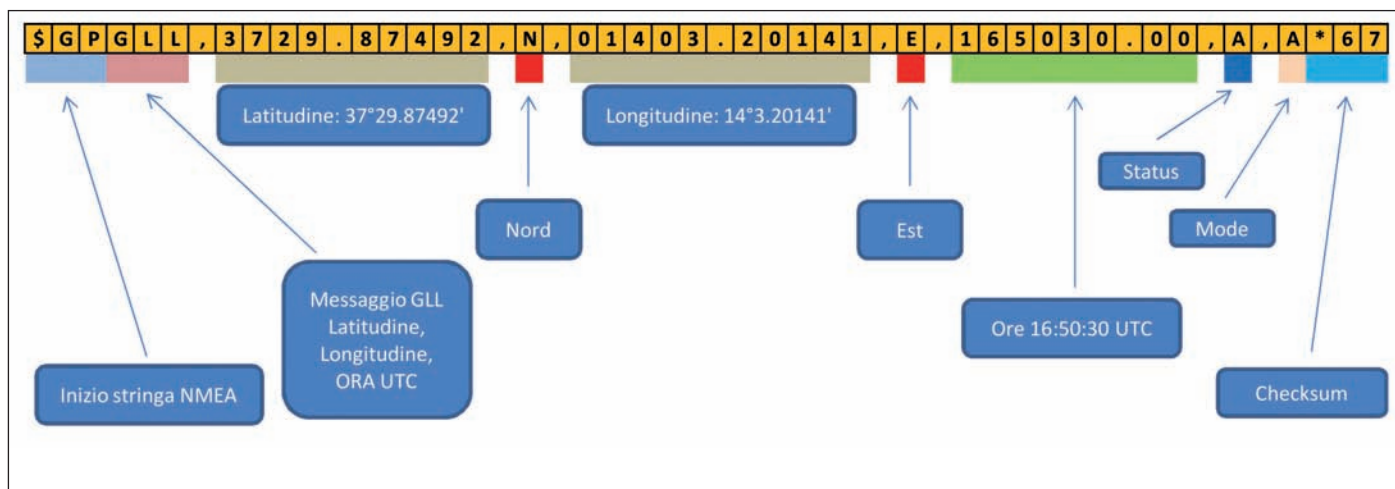 $GPGLL,3729.87492,N,01403.20141,E,165030.00,A,A*67
Latitudine: 37°29.87492'
Longitudine: 14°3.20141'
Status
Nord
Est
Mode
Messaggio GLL
Latitudine,
Longitudine,
ORA UTC
Ore 16:50:30 UTC
Inizio stringa NMEA
Checksum